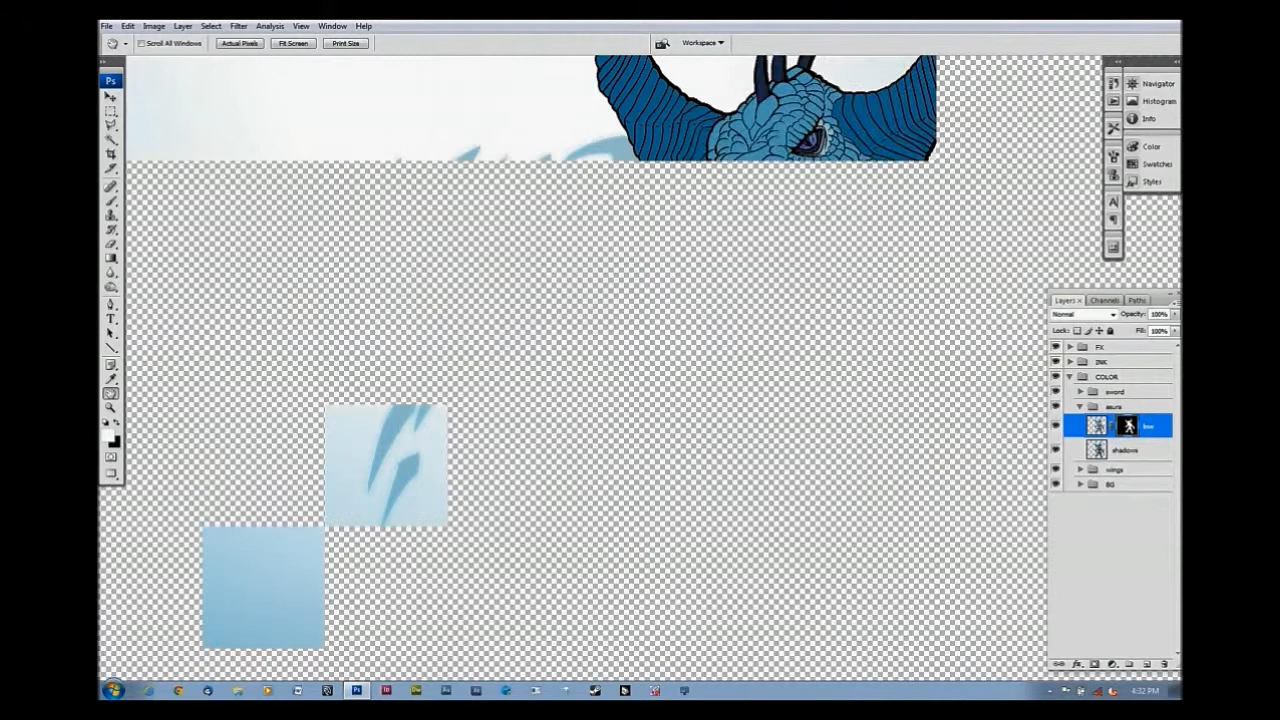 File Edit Image Layer Select Filter Analysis View Window Help
Scroll All Windows Actual Pixels Fit Screen Print Size Workspace
Ps
Navigator
Histogram
Info
Color
Swatches
Styles
Layers x Channels Paths
Normal Opacity: 100%
Lock: Fill: 100%
FX
INK
COLOR
sword
asura
shadows
wings
BG
4:32 PM